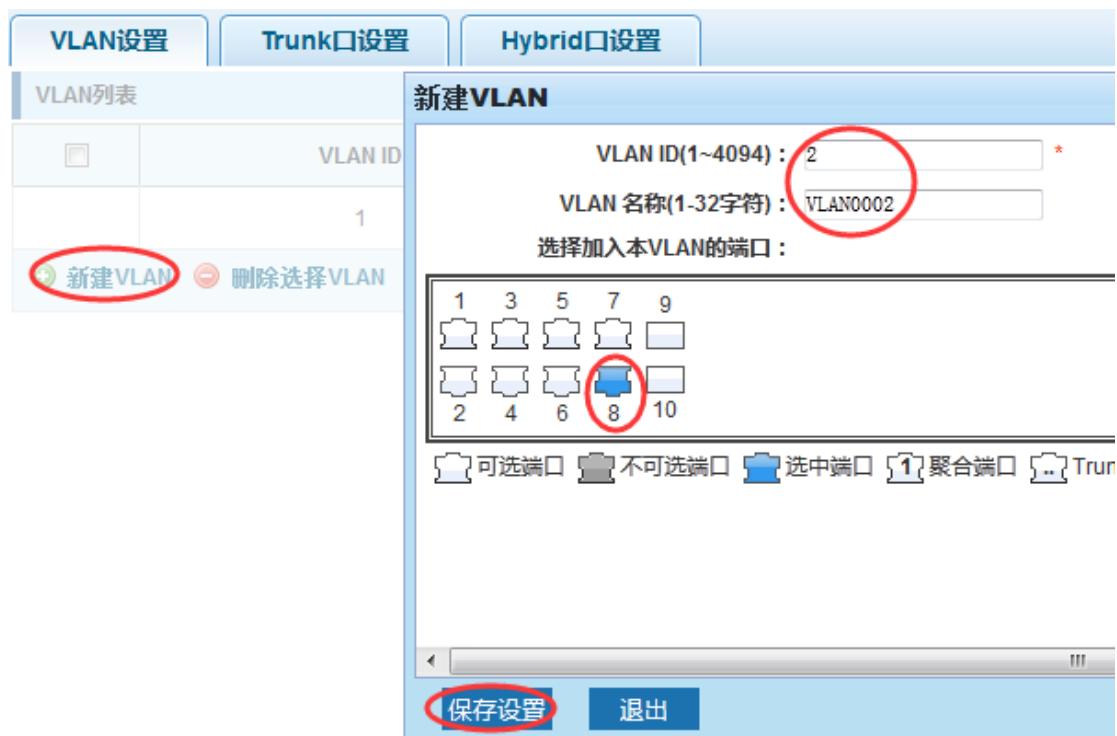 VLAN设置 Trunk口设置 Hybrid口设置
VLAN列表
VLAN ID
1
新建VLAN 删除选择VLAN
新建VLAN
VLAN ID(1~4094)： 2 *
VLAN 名称(1-32字符)： VLAN0002
选择加入本VLAN的端口：
1 3 5 7 9
2 4 6 8 10
可选端口 不可选端口 选中端口 1 聚合端口 .. Trun
保存设置 退出